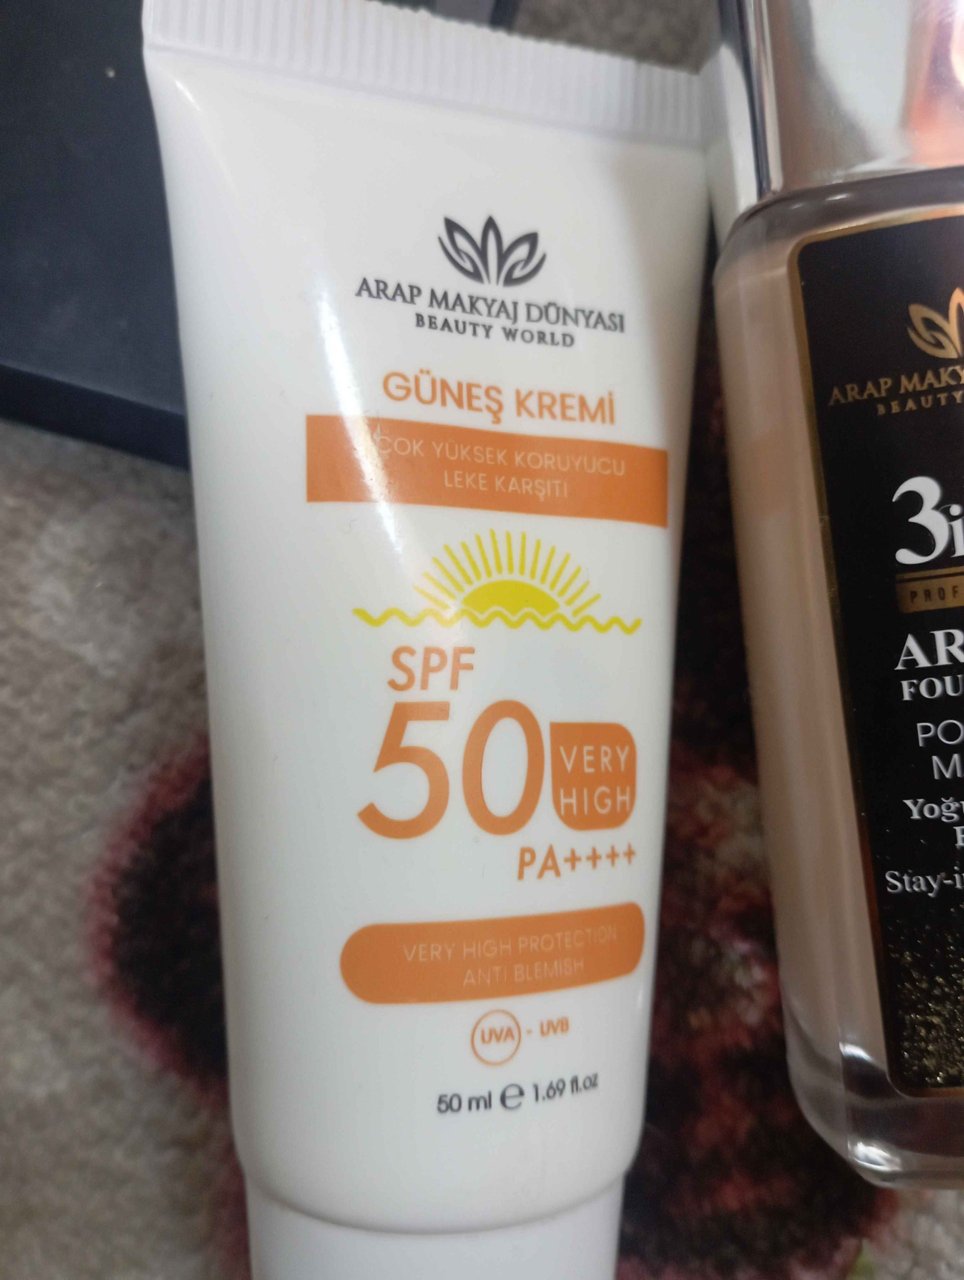 ARAP MAKYAJ DÜNYASI
BEAUTY WORLD
GÜNEŞ KREMİ
ÇOK YÜKSEK KORUYUCU
LEKE KARŞITI
SPF
50 VERY
HIGH
PA++++
VERY HIGH PROTECTION
ANTI BLEMISH
UVA - UVB
50 ml e 1.69 fl.oz
ARAP MAKY
BEAUTY
3i
PROF
AR
FOU
PO
M
Yoğu
Stay-i